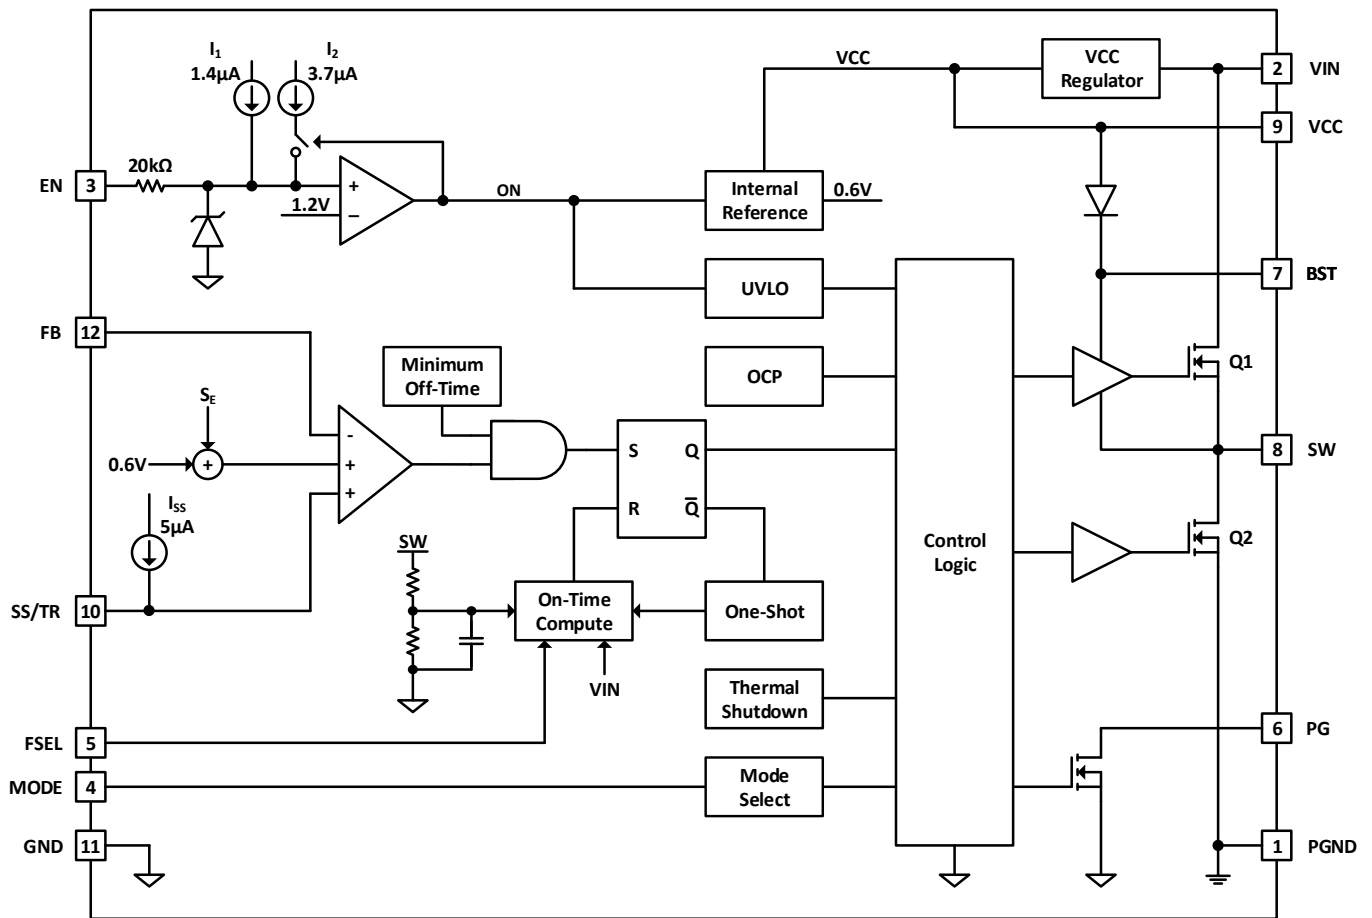 I1
1.4µA
I2
3.7µA
VCC
VCC
Regulator
2
VIN
9
VCC
20kΩ
EN
3
+
1.2V
−
ON
Internal
Reference
0.6V
UVLO
7
BST
FB
12
Minimum
Off-Time
OCP
Q1
SE
0.6V
+
-
+
+
S
Q
R
Q̅
8
SW
ISS
5µA
SW
Control
Logic
Q2
SS/TR
10
On-Time
Compute
One-Shot
VIN
Thermal
Shutdown
6
PG
FSEL
5
MODE
4
Mode
Select
GND
11
1
PGND